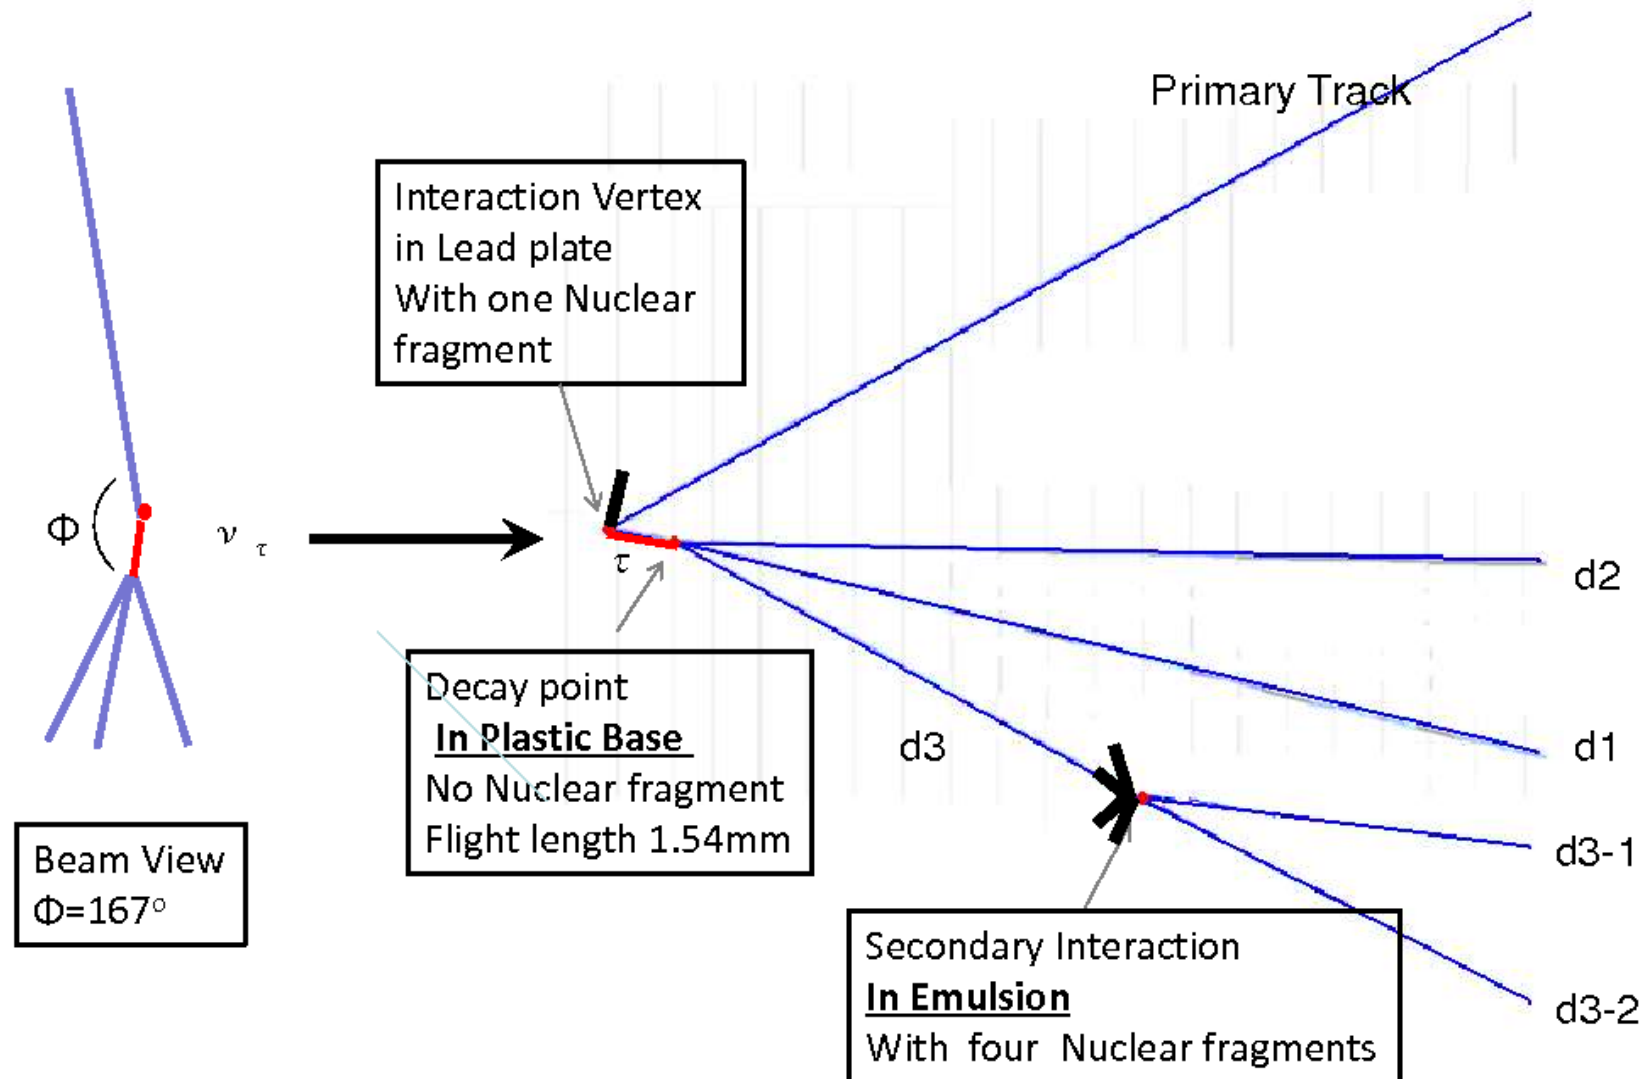 Primary Track
Interaction Vertex
in Lead plate
With one Nuclear
fragment
Φ
ν τ
τ
d2
Decay point
In Plastic Base
No Nuclear fragment
Flight length 1.54mm
d3
d1
Beam View
Φ=167°
d3-1
Secondary Interaction
In Emulsion
With four Nuclear fragments
d3-2